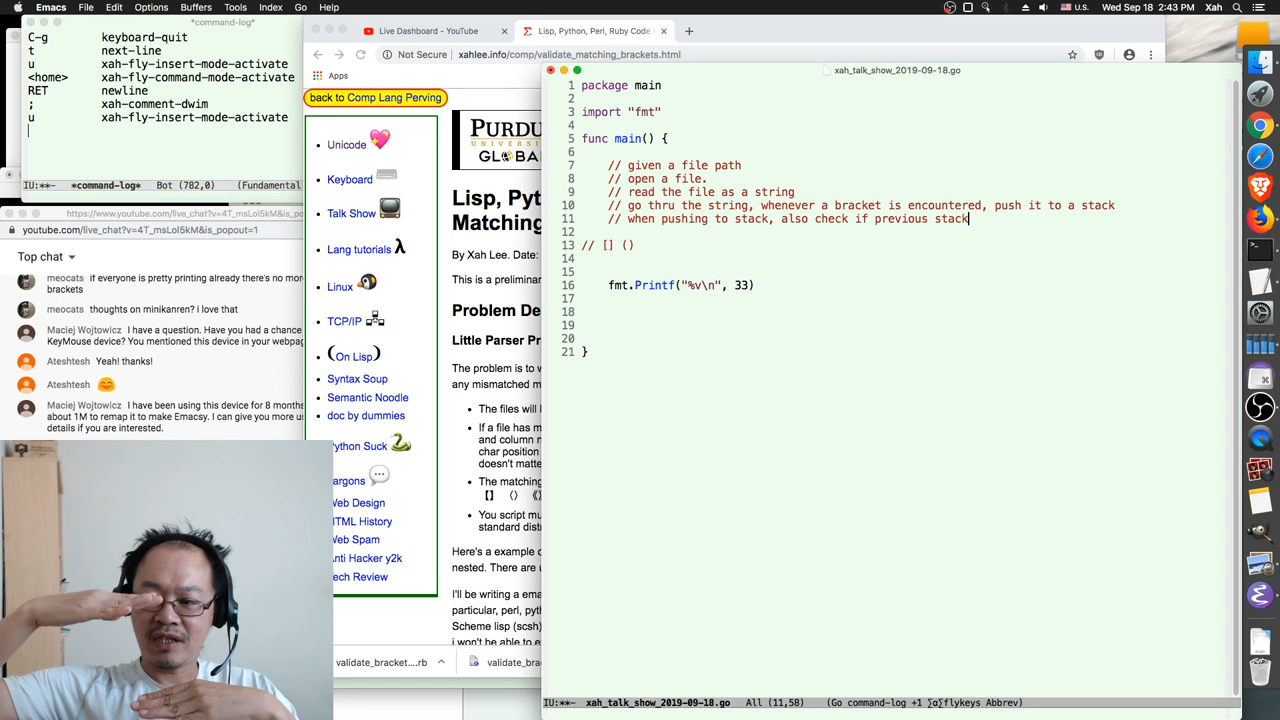 Finder
Wed Sep 18 2:43 PM Xah
*command-log*
C-g keyboard-quit
t next-line
u xah-fly-insert-mode-activate
<home> xah-fly-command-mode-activate
RET newline
; xah-comment-dwim
u xah-fly-insert-mode-activate
IU:**- *command-log* Bot (782,0) (Fundamental
Live Dashboard - YouTube
Lisp, Python, Perl, Ruby Code
Not Secure xahlee.info/comp/validate_matching_brackets.html
Apps
back to Comp Lang Perving
Unicode
Keyboard
Talk Show
Lang tutorials
Linux
TCP/IP
(On Lisp)
Syntax Soup
Semantic Noodle
doc by dummies
Python Suck
Jargons
Web Design
HTML History
Web Spam
Anti Hacker y2k
Tech Review
PURDU
UNIVERSI
GLOBA
Lisp, Pyt
Matching
By Xah Lee. Date:
This is a preliminar
Problem De
Little Parser Pr
The problem is to w
any mismatched m
The files will l
If a file has m
and column n
char position
doesn't matte
The matching
【】 〈〉 《
You script mu
standard distr
Here's a example o
nested. There are u
I'll be writing a ema
particular, perl, pyth
Scheme lisp (scsh)
i won't be able to e
validate_bracket....rb
validate_brac
https://www.youtube.com/live_chat?v=4T_msLol5kM&is_po
youtube.com/live_chat?v=4T_msLol5kM&is_popout=1
Top chat
meocats if everyone is pretty printing already there's no more
brackets
meocats thoughts on minikanren? i love that
Maciej Wojtowicz I have a question. Have you had a chance
KeyMouse device? You mentioned this device in your webpag
Ateshtesh Yeah! thanks!
Ateshtesh 😊
Maciej Wojtowicz I have been using this device for 8 months
about 1M to remap it to make Emacsy. I can give you more u
details if you are interested.
xah_talk_show_2019-09-18.go
1 package main
2
3 import "fmt"
4
5 func main() {
6
7 // given a file path
8 // open a file.
9 // read the file as a string
10 // go thru the string, whenever a bracket is encountered, push it to a stack
11 // when pushing to stack, also check if previous stack
12
13 // [] ()
14
15
16 fmt.Printf("%v\n", 33)
17
18
19
20
21 }
IU:**- xah_talk_show_2019-09-18.go All (11,58) (Go command-log +1 ∑α∑flykeys Abbrev)